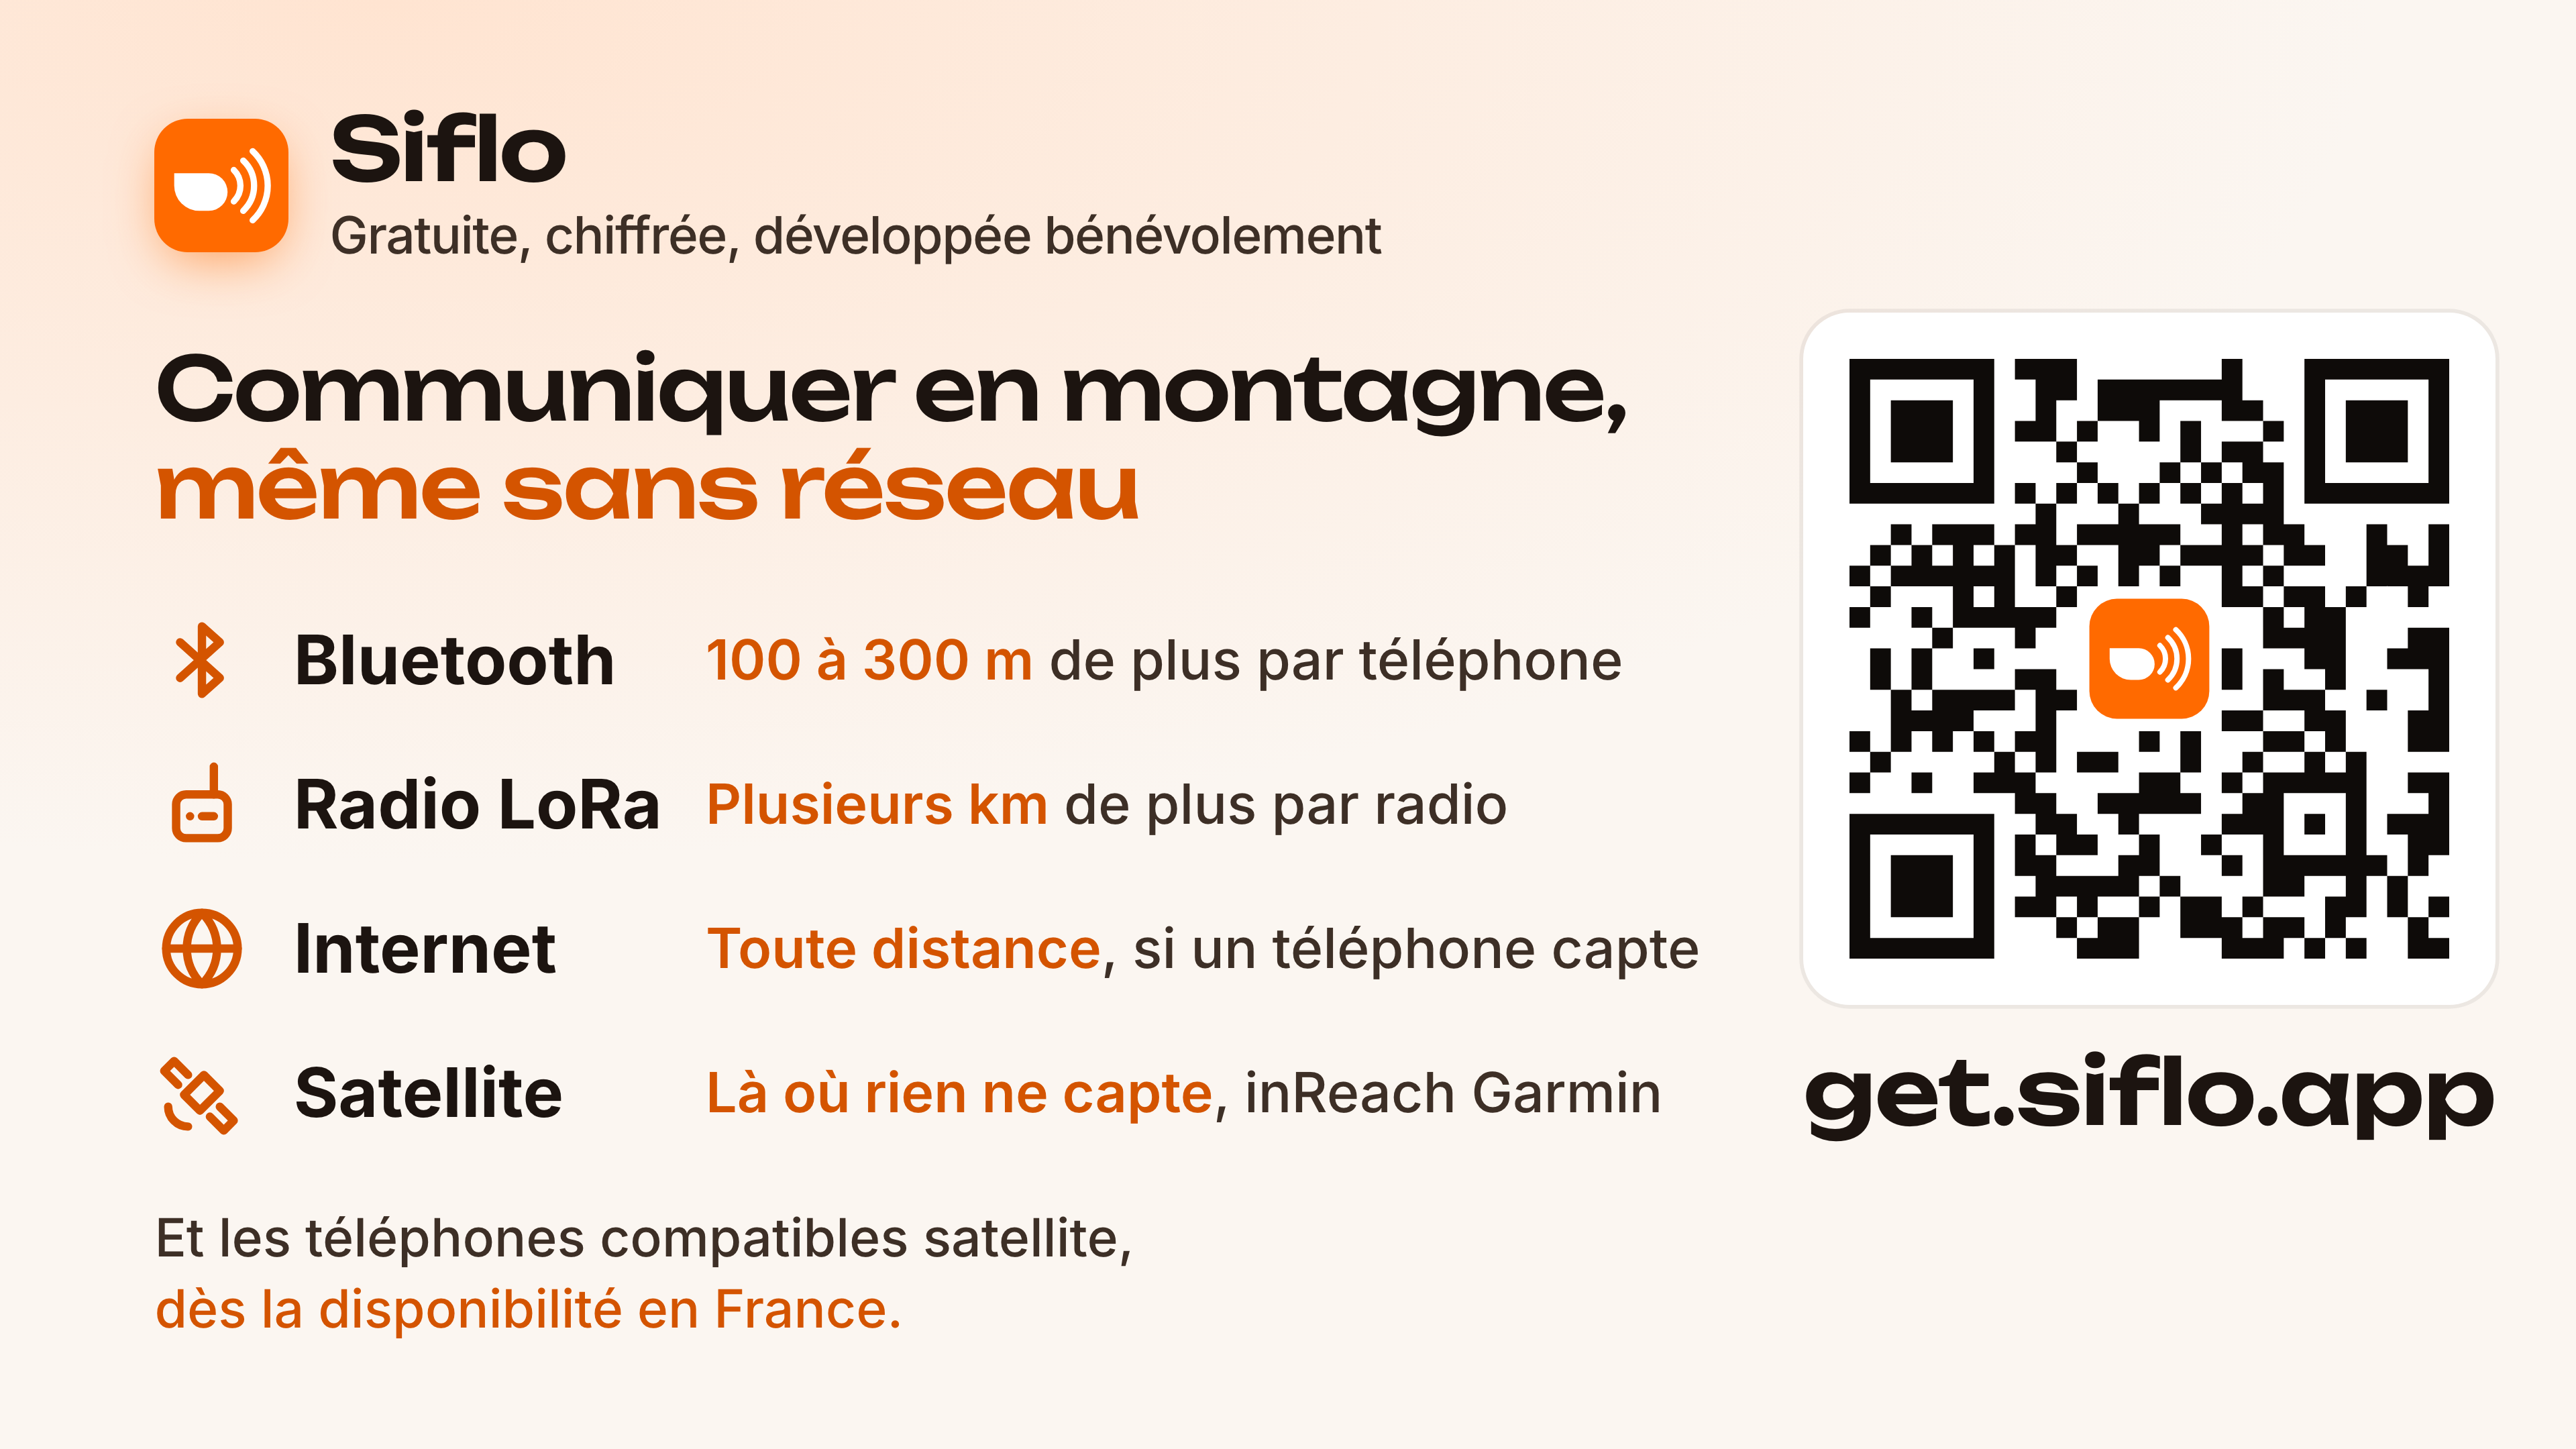 Siflo
Gratuite, chiffrée, développée bénévolement
Communiquer en montagne,
même sans réseau
Bluetooth 100 à 300 m de plus par téléphone
Radio LoRa Plusieurs km de plus par radio
Internet Toute distance, si un téléphone capte
Satellite Là où rien ne capte, inReach Garmin
Et les téléphones compatibles satellite,
dès la disponibilité en France.
get.siflo.app